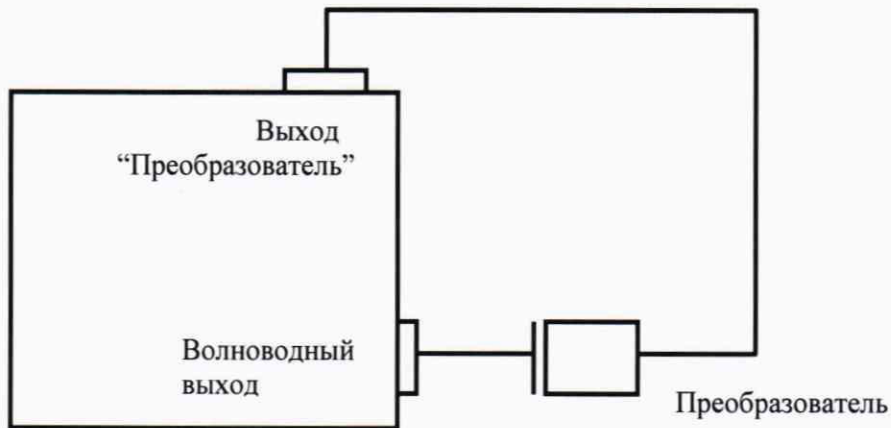 Выход
“Преобразователь”
Волноводный
выход
Преобразователь